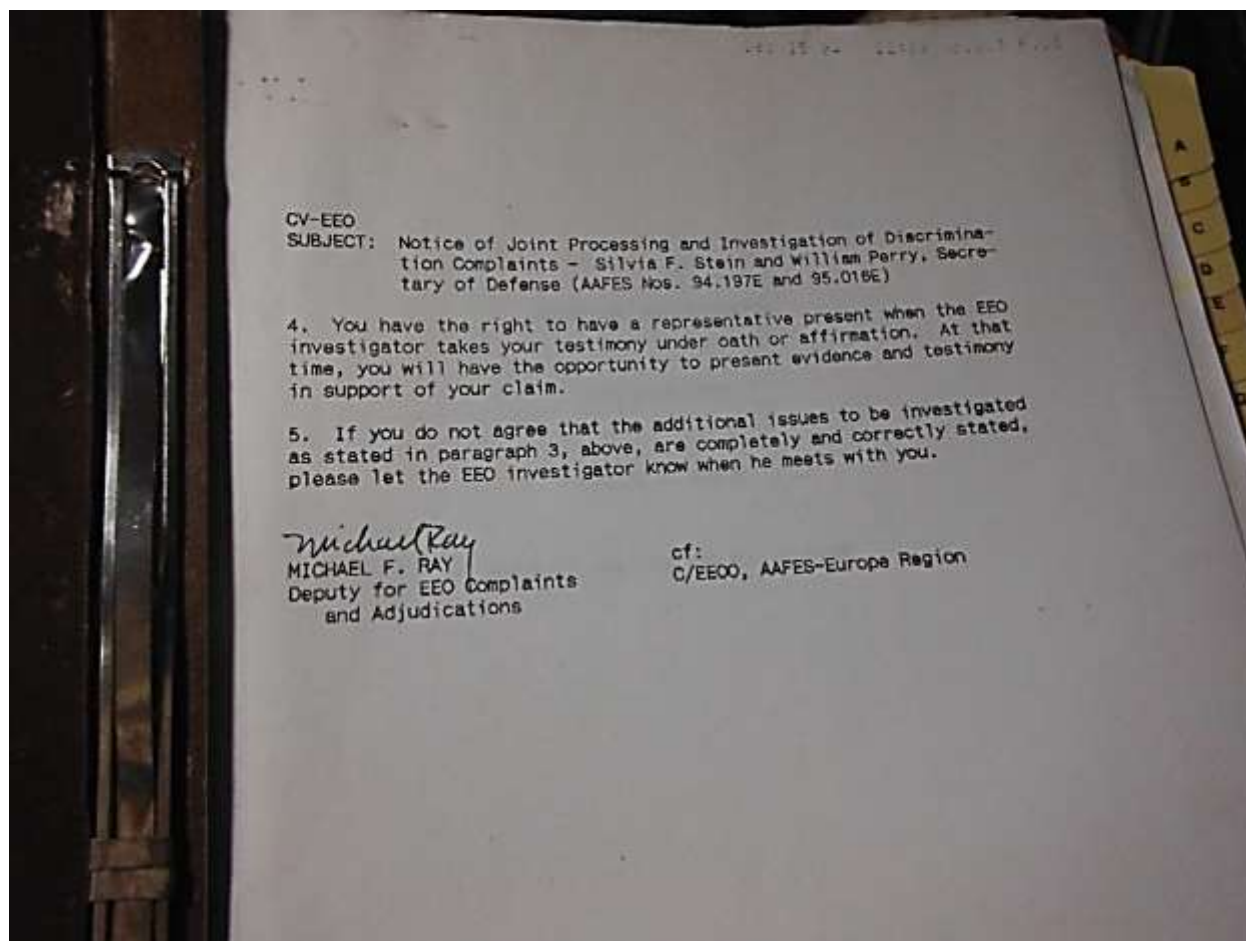 CV-EEO
SUBJECT: Notice of Joint Processing and Investigation of Discrimina-
tion Complaints - Silvia F. Stein and William Perry, Secre-
tary of Defense (AAFES Nos. 94.197E and 95.016E)
4. You have the right to have a representative present when the EEO
investigator takes your testimony under oath or affirmation. At that
time, you will have the opportunity to present evidence and testimony
in support of your claim.
5. If you do not agree that the additional issues to be investigated
as stated in paragraph 3, above, are completely and correctly stated,
please let the EEO investigator know when he meets with you.
Michael Ray
MICHAEL F. RAY
Deputy for EEO Complaints
and Adjudications
cf:
C/EEOO, AAFES-Europe Region
A
B
C
D
E